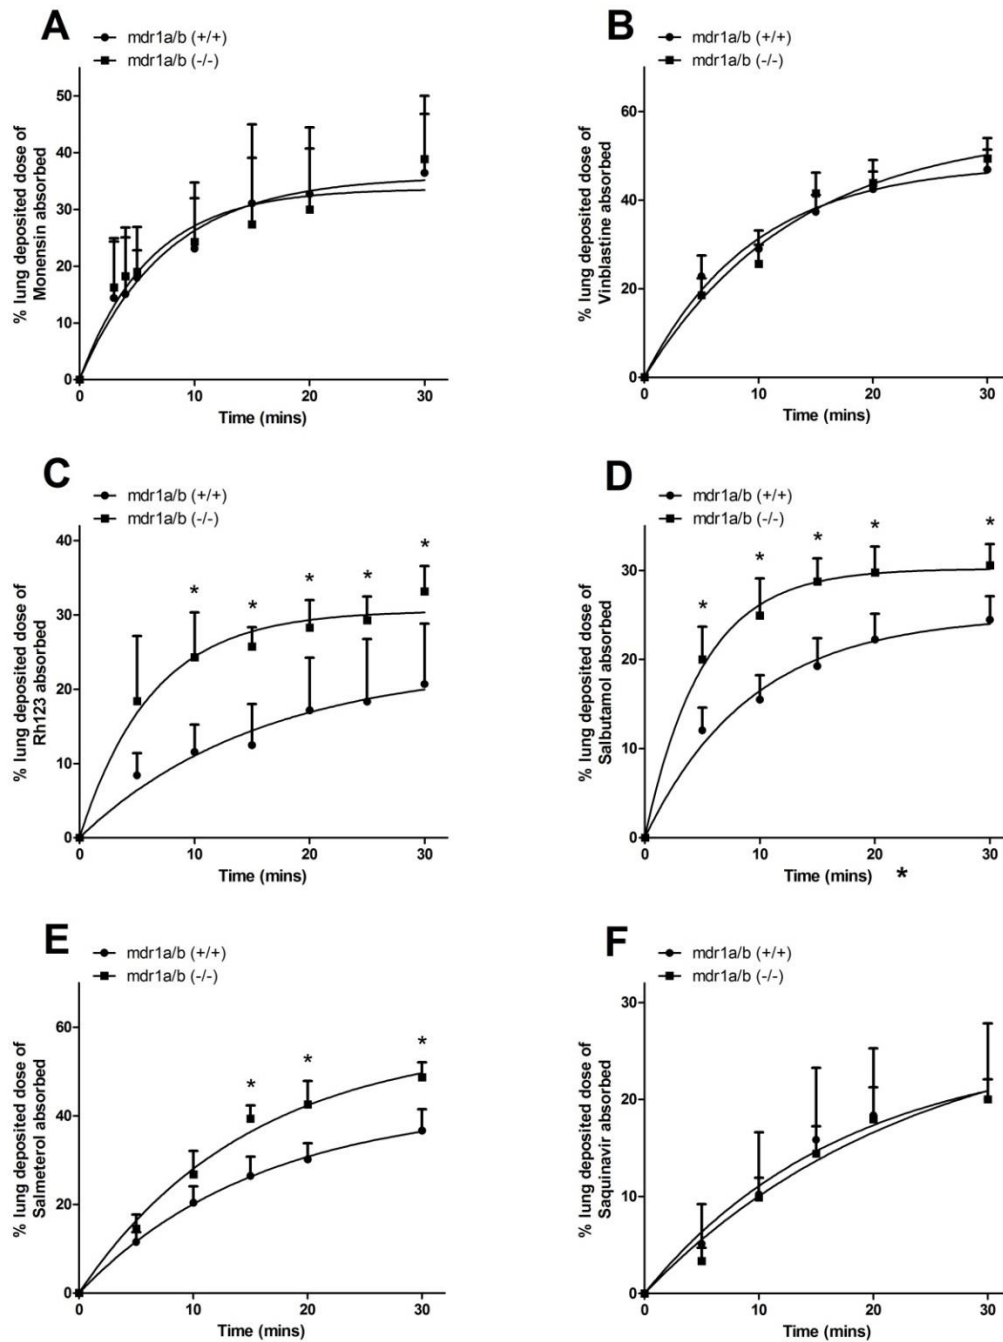 A
mdr1a/b (+/+)
mdr1a/b (-/-)
% lung deposited dose of
Monensin absorbed
50
40
30
20
10
0
0 10 20 30
Time (mins)
B
mdr1a/b (+/+)
mdr1a/b (-/-)
% lung deposited dose of
Vinblastine absorbed
60
40
20
0
0 10 20 30
Time (mins)
C
mdr1a/b (+/+)
mdr1a/b (-/-)
% lung deposited dose of
Rh123 absorbed
40
30
20
10
0
* * * * *
0 10 20 30
Time (mins)
D
mdr1a/b (+/+)
mdr1a/b (-/-)
% lung deposited dose of
Salbutamol absorbed
30
20
10
0
* * * * *
0 10 20 30
Time (mins) *
E
mdr1a/b (+/+)
mdr1a/b (-/-)
% lung deposited dose of
Salmeterol absorbed
60
40
20
0
* * *
0 10 20 30
Time (mins)
F
mdr1a/b (+/+)
mdr1a/b (-/-)
% lung deposited dose of
Saquinavir absorbed
30
20
10
0
0 10 20 30
Time (mins)